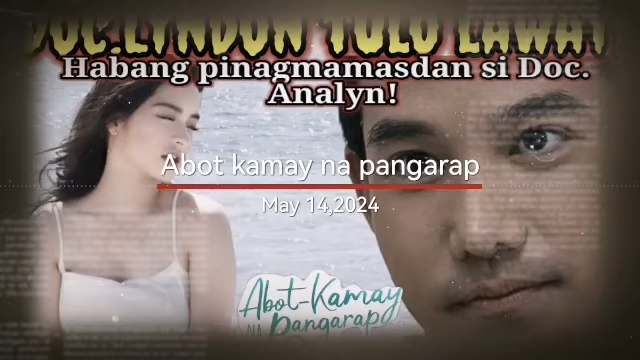 DOC.LYNDON TULO LAWAY
Habang pinagmamasdan si Doc.
Analyn!
Abot kamay na pangarap
May 14,2024
Abot-Kamay
NA Pangarap